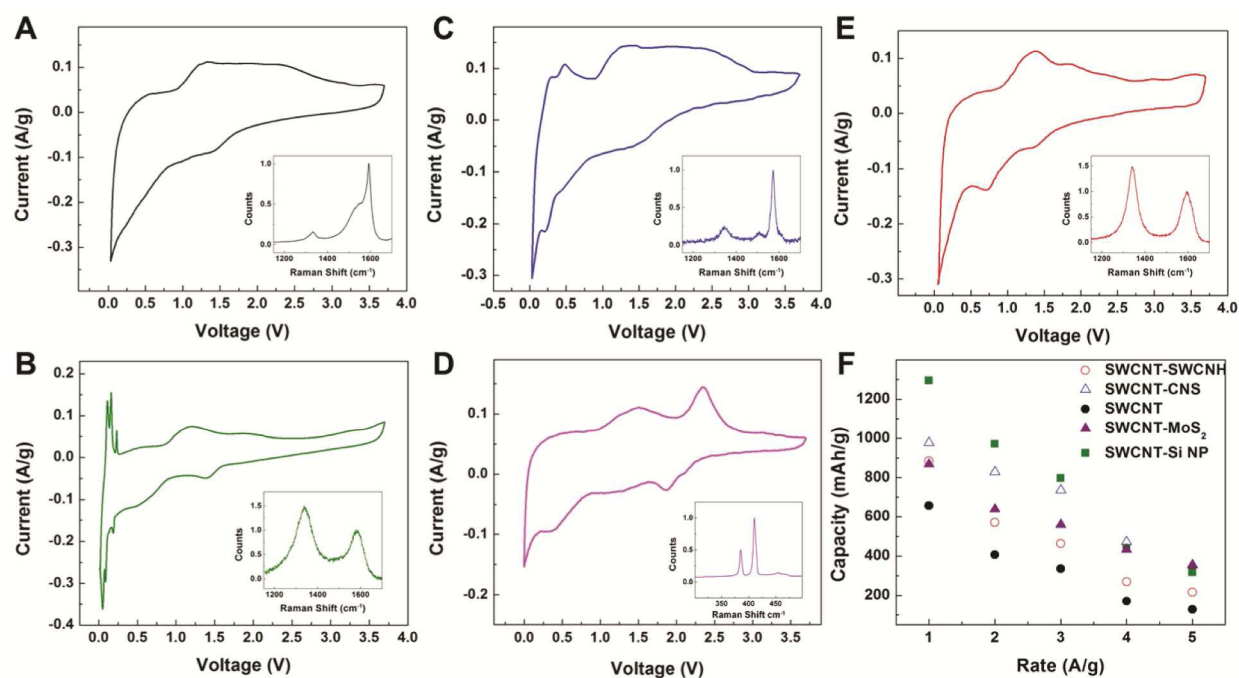 A
Current (A/g)
0.1
0.0
-0.1
-0.2
-0.3
0.0 0.5 1.0 1.5 2.0 2.5 3.0 3.5 4.0
Voltage (V)
Counts
1.0
0.5
0.0
1200 1400 1600
Raman Shift (cm-1)
C
Current (A/g)
0.1
0.0
-0.1
-0.2
-0.3
-0.5 0.0 0.5 1.0 1.5 2.0 2.5 3.0 3.5 4.0
Voltage (V)
Counts
1.0
0.5
0.0
1200 1400 1600
Raman Shift (cm-1)
E
Current (A/g)
0.1
0.0
-0.1
-0.2
-0.3
0.0 0.5 1.0 1.5 2.0 2.5 3.0 3.5 4.0
Voltage (V)
Counts
1.5
1.0
0.5
0.0
1200 1400 1600
Raman Shift (cm-1)
B
Current (A/g)
0.2
0.1
0.0
-0.1
-0.2
-0.3
0.4
0.0 0.5 1.0 1.5 2.0 2.5 3.0 3.5 4.0
Voltage (V)
Counts
1.5
1.0
0.5
0.0
1200 1400 1600
Raman Shift (cm-1)
D
Current (A/g)
0.1
0.0
-0.1
-0.2
0.0 0.5 1.0 1.5 2.0 2.5 3.0 3.5
Voltage (V)
Counts
1.0
0.5
0.0
350 400 450
Raman Shift cm-1)
F
Capacity (mAh/g)
1200
1000
800
600
400
200
1 2 3 4 5
Rate (A/g)
SWCNT-SWCNH
SWCNT-CNS
SWCNT
SWCNT-MoS2
SWCNT-Si NP